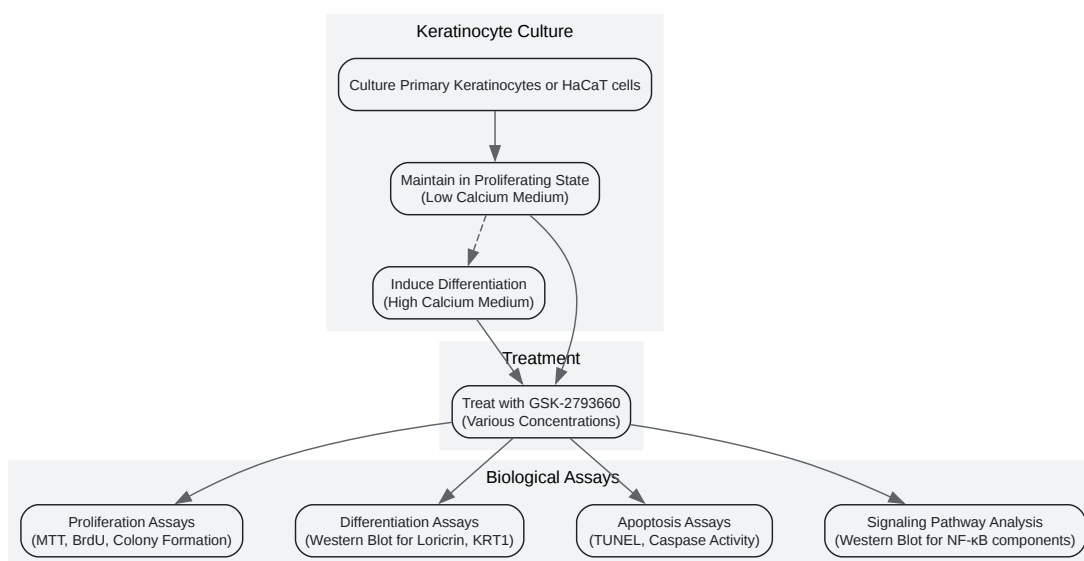 Keratinocyte Culture
Culture Primary Keratinocytes or HaCaT cells
Maintain in Proliferating State
(Low Calcium Medium)
Induce Differentiation
(High Calcium Medium)
Treatment
Treat with GSK-2793660
(Various Concentrations)
Biological Assays
Proliferation Assays
(MTT, BrdU, Colony Formation)
Differentiation Assays
(Western Blot for Loricrin, KRT1)
Apoptosis Assays
(TUNEL, Caspase Activity)
Signaling Pathway Analysis
(Western Blot for NF-κB components)